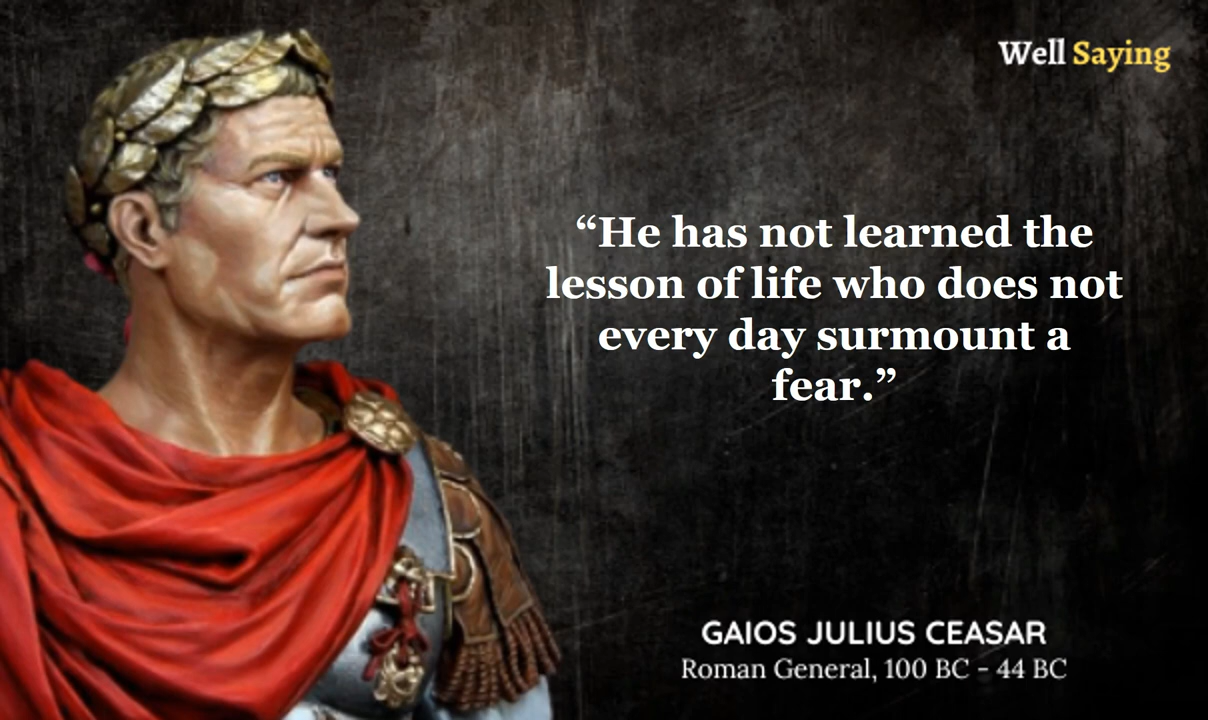 Well Saying
“He has not learned the
lesson of life who does not
every day surmount a
fear.”
GAIOS JULIUS CEASAR
Roman General, 100 BC - 44 BC